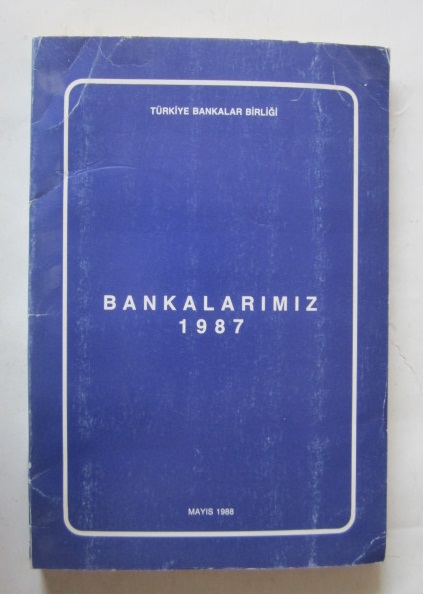 TÜRKİYE BANKALAR BİRLİĞİ
BANKALARIMIZ
1987
MAYIS 1988